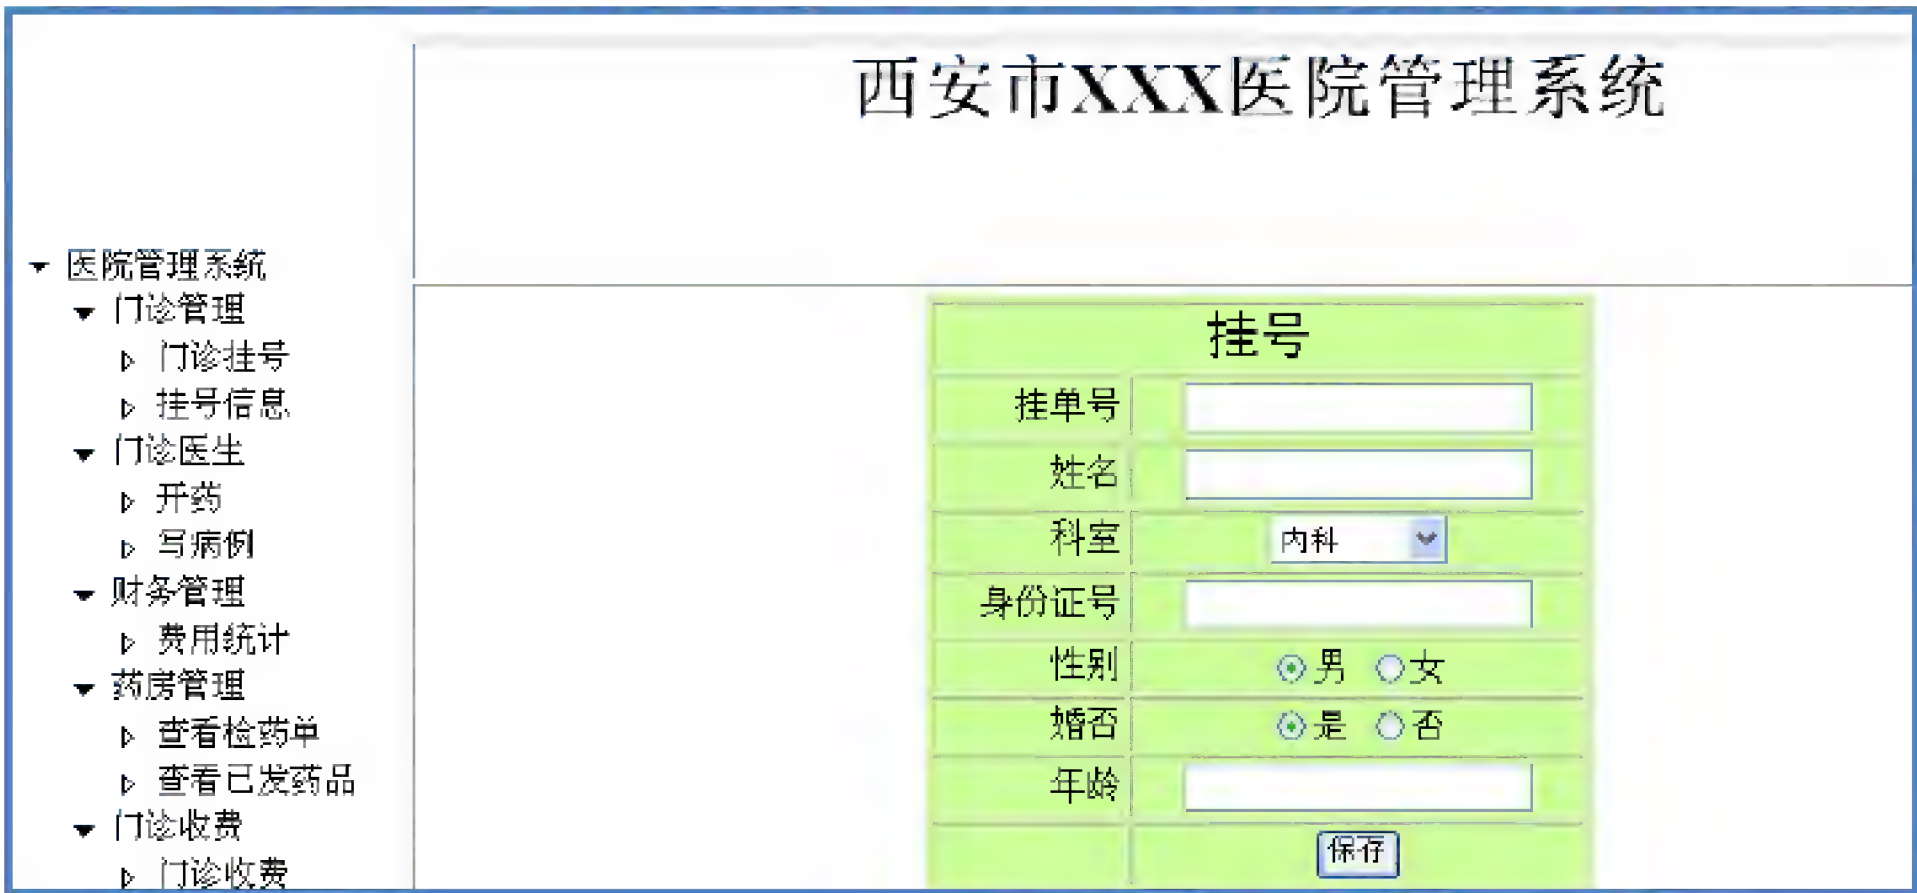 西安市XXX医院管理系统
医院管理系统
门诊管理
门诊挂号
挂号信息
门诊医生
开药
写病例
财务管理
费用统计
药房管理
查看检药单
查看已发药品
门诊收费
门诊收费
挂号
挂单号
姓名
科室 内科
身份证号
性别 男 女
婚否 是 否
年龄
保存